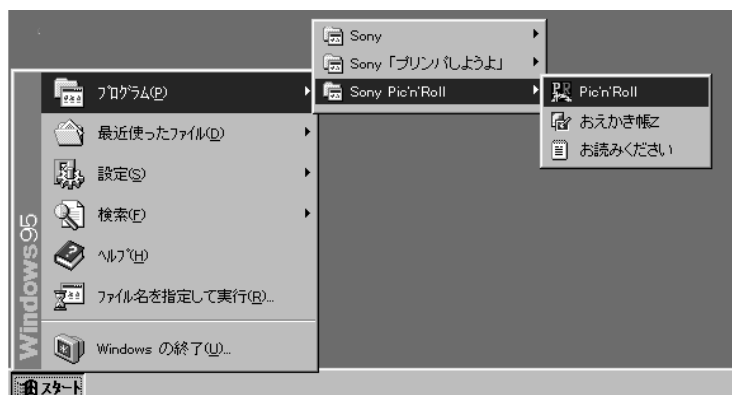 Sony
Sony 「プリンパしようよ」
Sony Pic'n'Roll
Pic'n'Roll
おえかき帳Z
お読みください
ﾌﾟﾛｸﾞﾗﾑ(P)
最近使ったﾌｧｲﾙ(D)
設定(S)
検索(F)
ﾍﾙﾌﾟ(H)
ﾌｧｲﾙ名を指定して実行(R)...
Windows の終了(U)...
Windows95
スタート